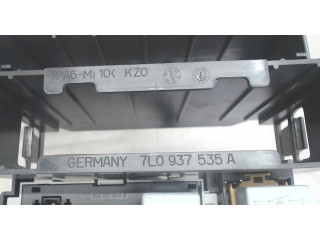 >PA6-MI 10< KZO
GERMANY 7L0 937 535 A